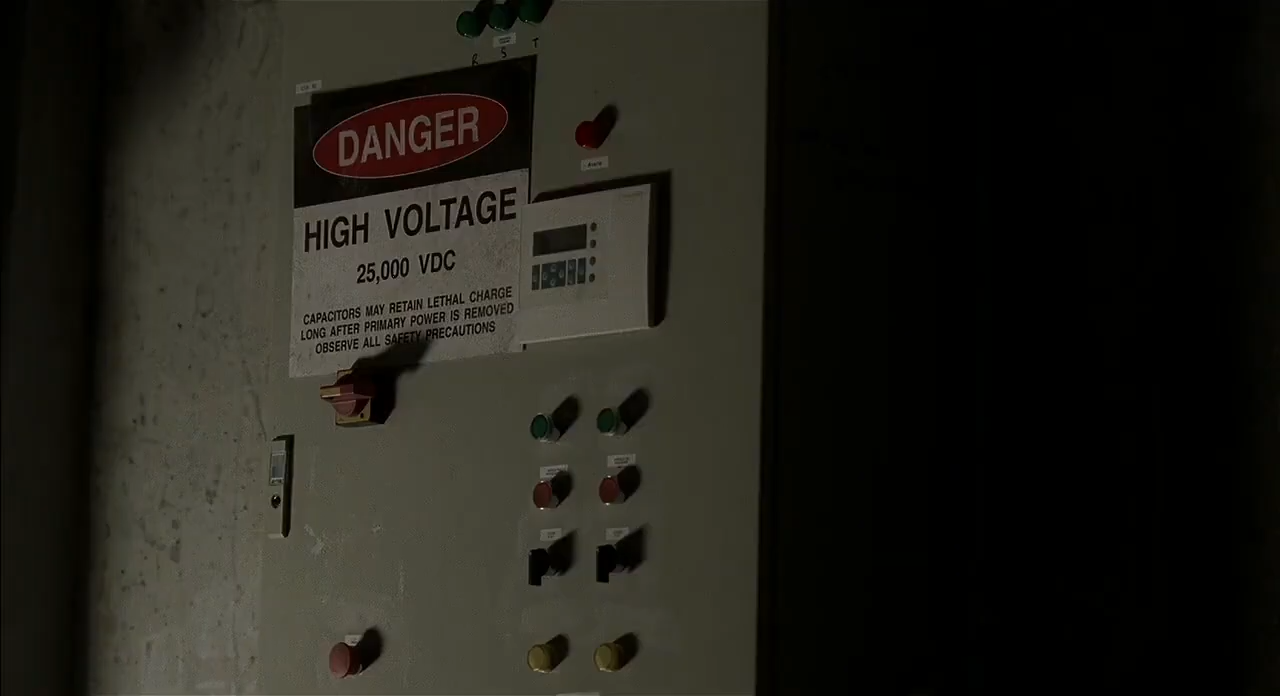 R S T
DANGER
HIGH VOLTAGE
25,000 VDC
CAPACITORS MAY RETAIN LETHAL CHARGE
LONG AFTER PRIMARY POWER IS REMOVED
OBSERVE ALL SAFETY PRECAUTIONS